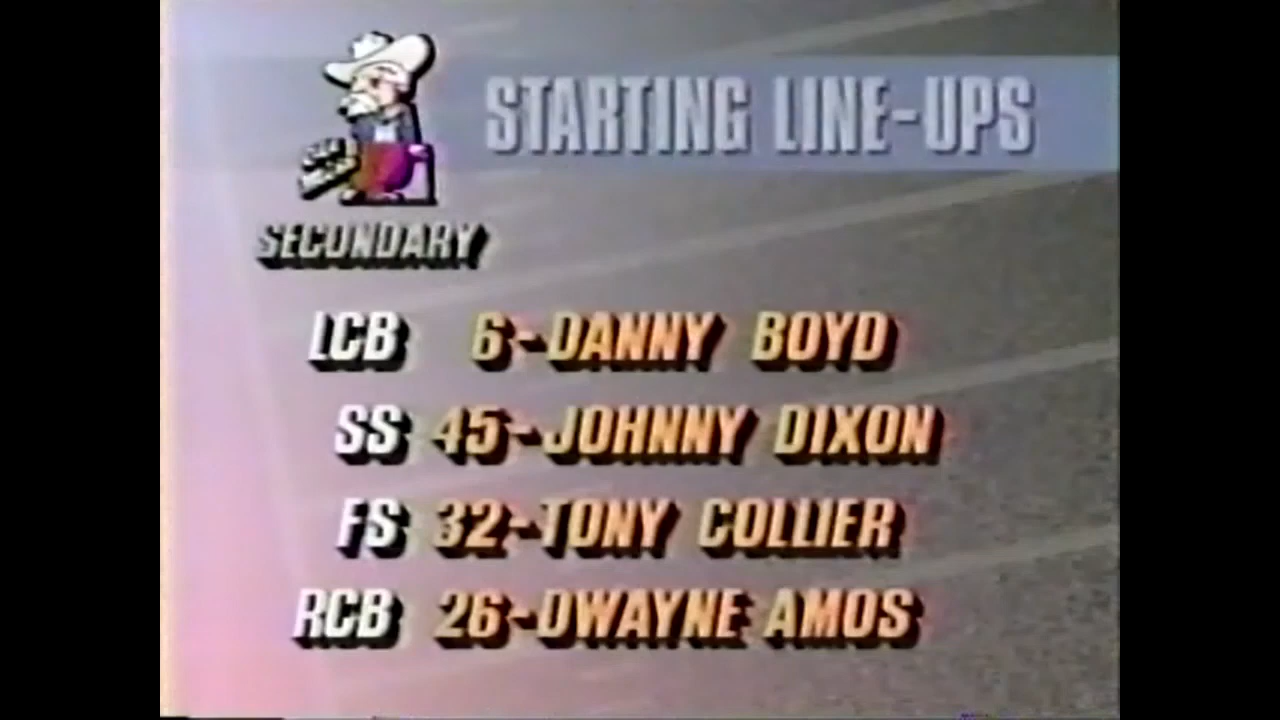 STARTING LINE-UPS
SECONDARY
LCB 6-DANNY BOYD
SS 45-JOHNNY DIXON
FS 32-TONY COLLIER
RCB 26-DWAYNE AMOS